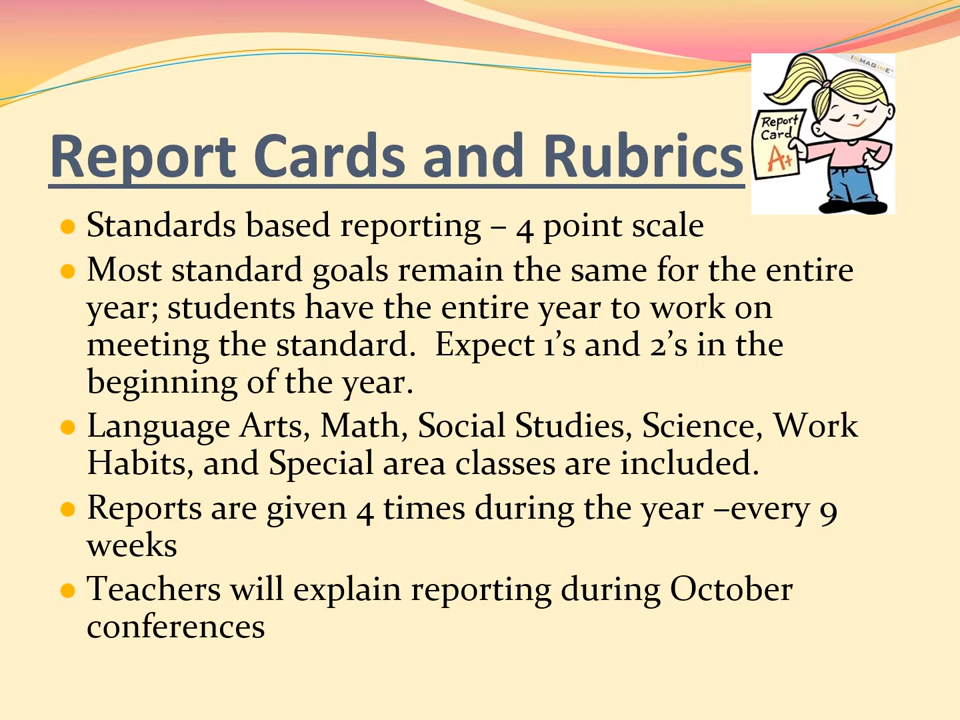 INMAGINE
Report
Card
A+
Report Cards and Rubrics
● Standards based reporting – 4 point scale
● Most standard goals remain the same for the entire
year; students have the entire year to work on
meeting the standard.  Expect 1’s and 2’s in the
beginning of the year.
● Language Arts, Math, Social Studies, Science, Work
Habits, and Special area classes are included.
● Reports are given 4 times during the year –every 9
weeks
● Teachers will explain reporting during October
conferences